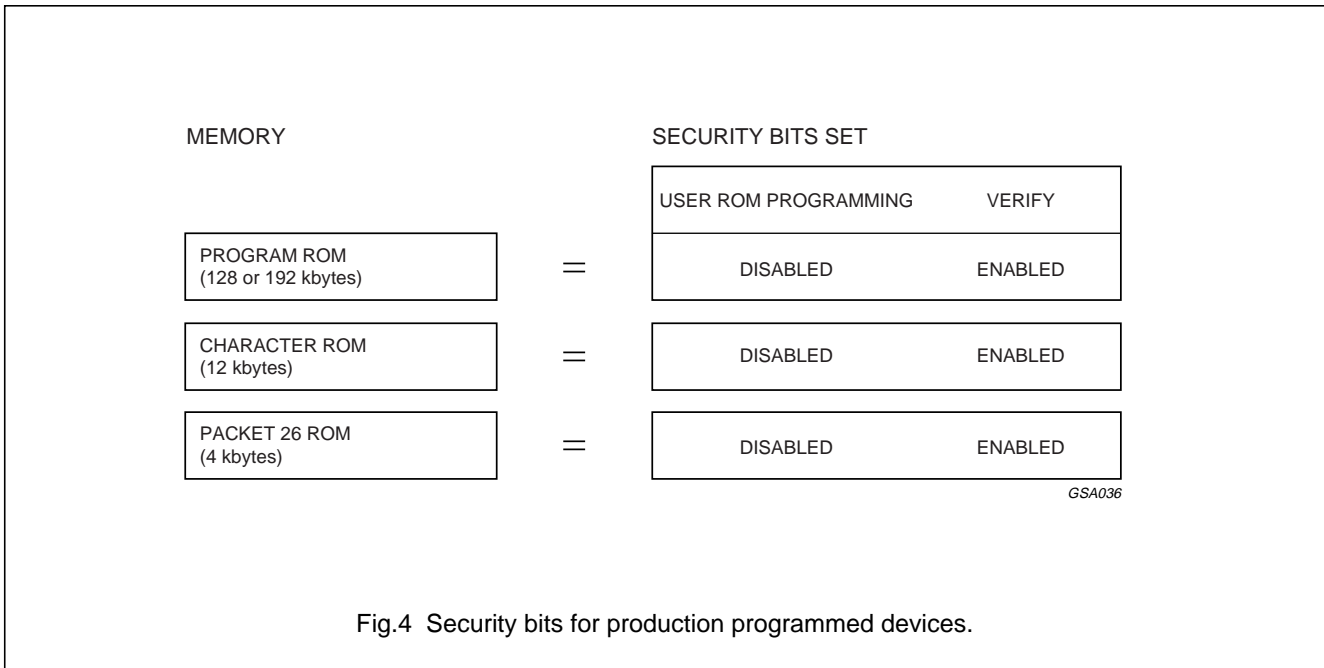 MEMORY SECURITY BITS SET
USER ROM PROGRAMMING VERIFY
PROGRAM ROM
(128 or 192 kbytes)
= DISABLED ENABLED
CHARACTER ROM
(12 kbytes)
= DISABLED ENABLED
PACKET 26 ROM
(4 kbytes)
= DISABLED ENABLED
GSA036
Fig.4 Security bits for production programmed devices.